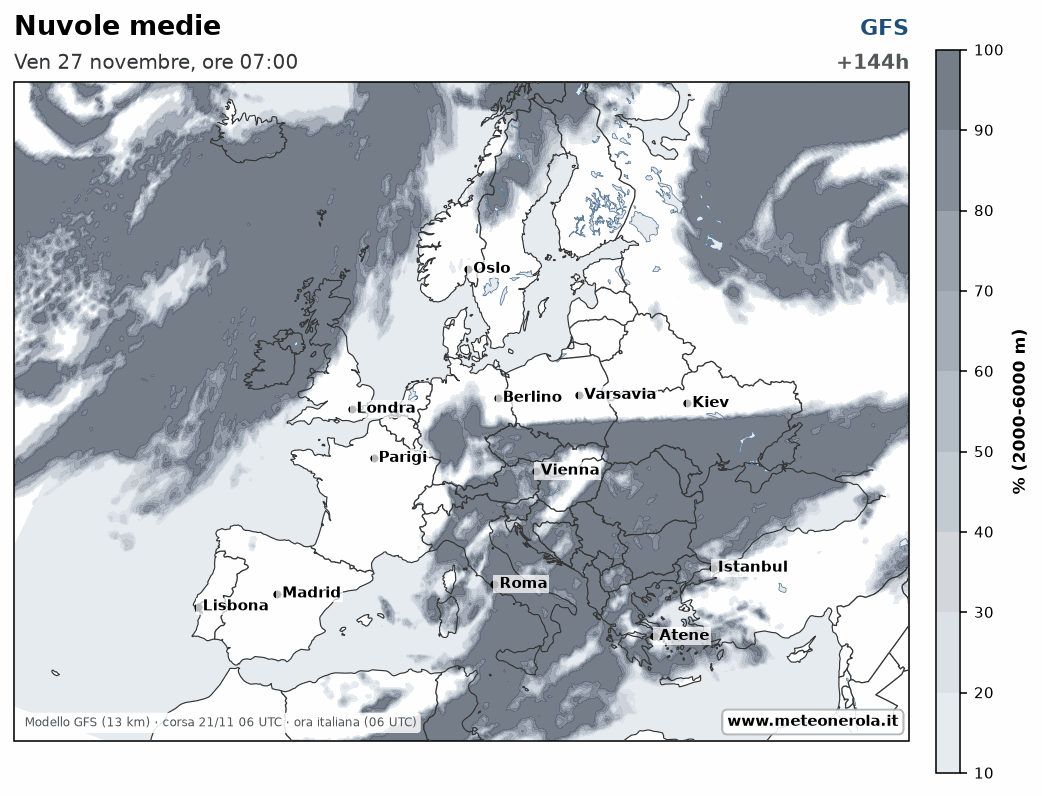 Nuvole medie
GFS
Ven 27 novembre, ore 07:00
+144h
100
90
80
70
60
50
40
30
20
10
% (2000-6000 m)
Oslo
Berlino
Varsavia
Kiev
Londra
Parigi
Vienna
Istanbul
Roma
Madrid
Lisbona
Atene
Modello GFS (13 km) · corsa 21/11 06 UTC · ora italiana (06 UTC)
www.meteonerola.it